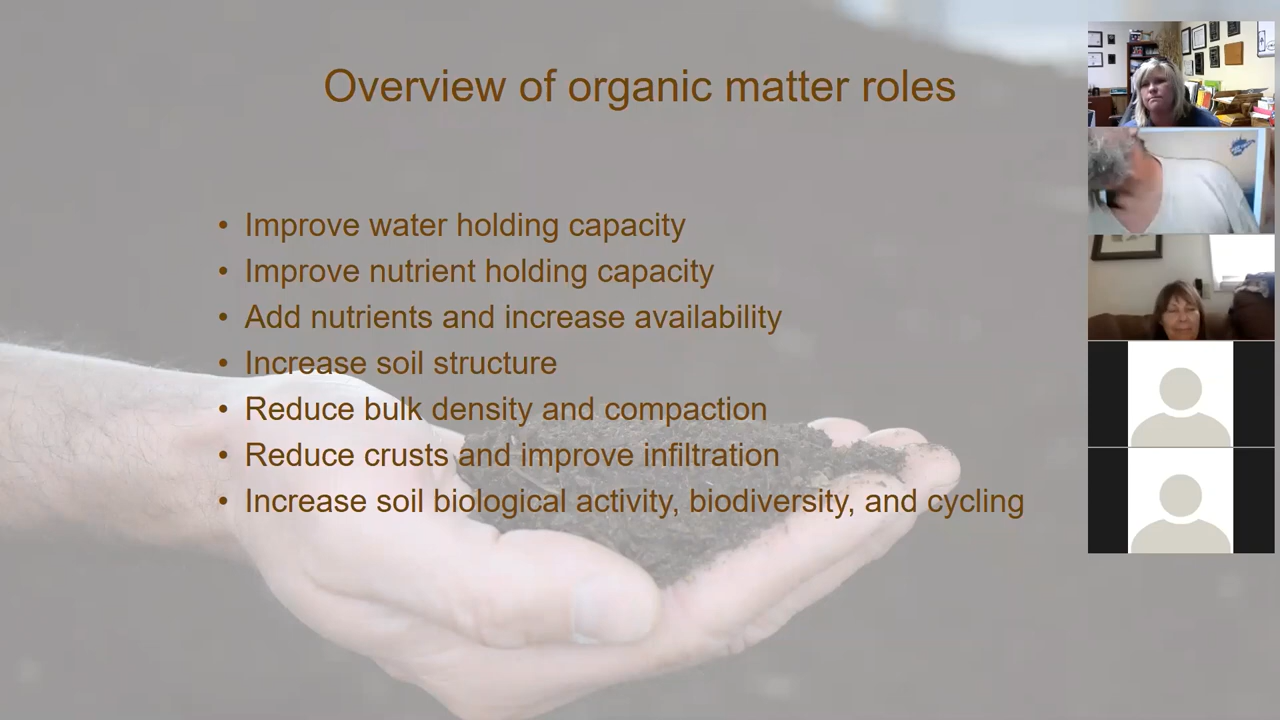 Overview of organic matter roles
• Improve water holding capacity
• Improve nutrient holding capacity
• Add nutrients and increase availability
• Increase soil structure
• Reduce bulk density and compaction
• Reduce crusts and improve infiltration
• Increase soil biological activity, biodiversity, and cycling